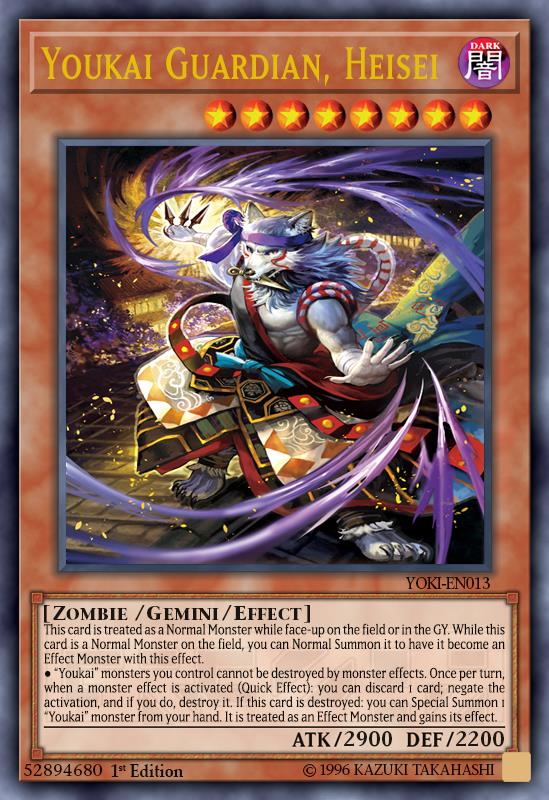 Youkai Guardian, Heisei
DARK
闇
YOKI-EN013
[Zombie /Gemini/Effect]
This card is treated as a Normal Monster while face-up on the field or in the GY. While this
card is a Normal Monster on the field, you can Normal Summon it to have it become an
Effect Monster with this effect.
● “Youkai” monsters you control cannot be destroyed by monster effects. Once per turn,
when a monster effect is activated (Quick Effect): you can discard 1 card; negate the
activation, and if you do, destroy it. If this card is destroyed: you can Special Summon 1
“Youkai” monster from your hand. It is treated as an Effect Monster and gains its effect.
ATK/2900 DEF/2200
52894680 1st Edition © 1996 KAZUKI TAKAHASHI